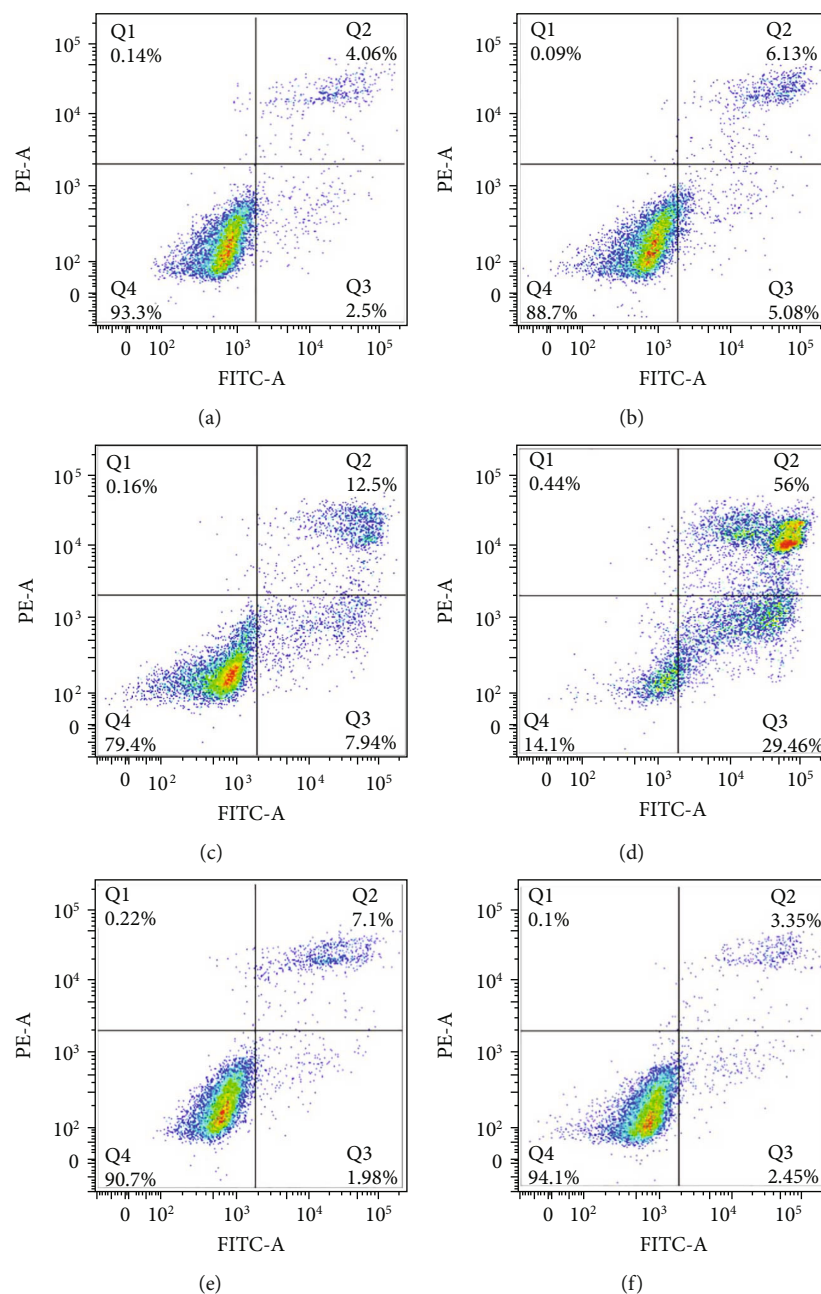 Q1
0.14%
Q2
4.06%
10⁵
10⁴
10³
10²
0
PE-A
Q4
93.3%
Q3
2.5%
0 10² 10³ 10⁴ 10⁵
FITC-A
(a)
Q1
0.09%
Q2
6.13%
10⁵
10⁴
10³
10²
0
PE-A
Q4
88.7%
Q3
5.08%
0 10² 10³ 10⁴ 10⁵
FITC-A
(b)
Q1
0.16%
Q2
12.5%
10⁵
10⁴
10³
10²
0
PE-A
Q4
79.4%
Q3
7.94%
0 10² 10³ 10⁴ 10⁵
FITC-A
(c)
Q1
0.44%
Q2
56%
10⁵
10⁴
10³
10²
0
PE-A
Q4
14.1%
Q3
29.46%
0 10² 10³ 10⁴ 10⁵
FITC-A
(d)
Q1
0.22%
Q2
7.1%
10⁵
10⁴
10³
10²
0
PE-A
Q4
90.7%
Q3
1.98%
0 10² 10³ 10⁴ 10⁵
FITC-A
(e)
Q1
0.1%
Q2
3.35%
10⁵
10⁴
10³
10²
0
PE-A
Q4
94.1%
Q3
2.45%
0 10² 10³ 10⁴ 10⁵
FITC-A
(f)